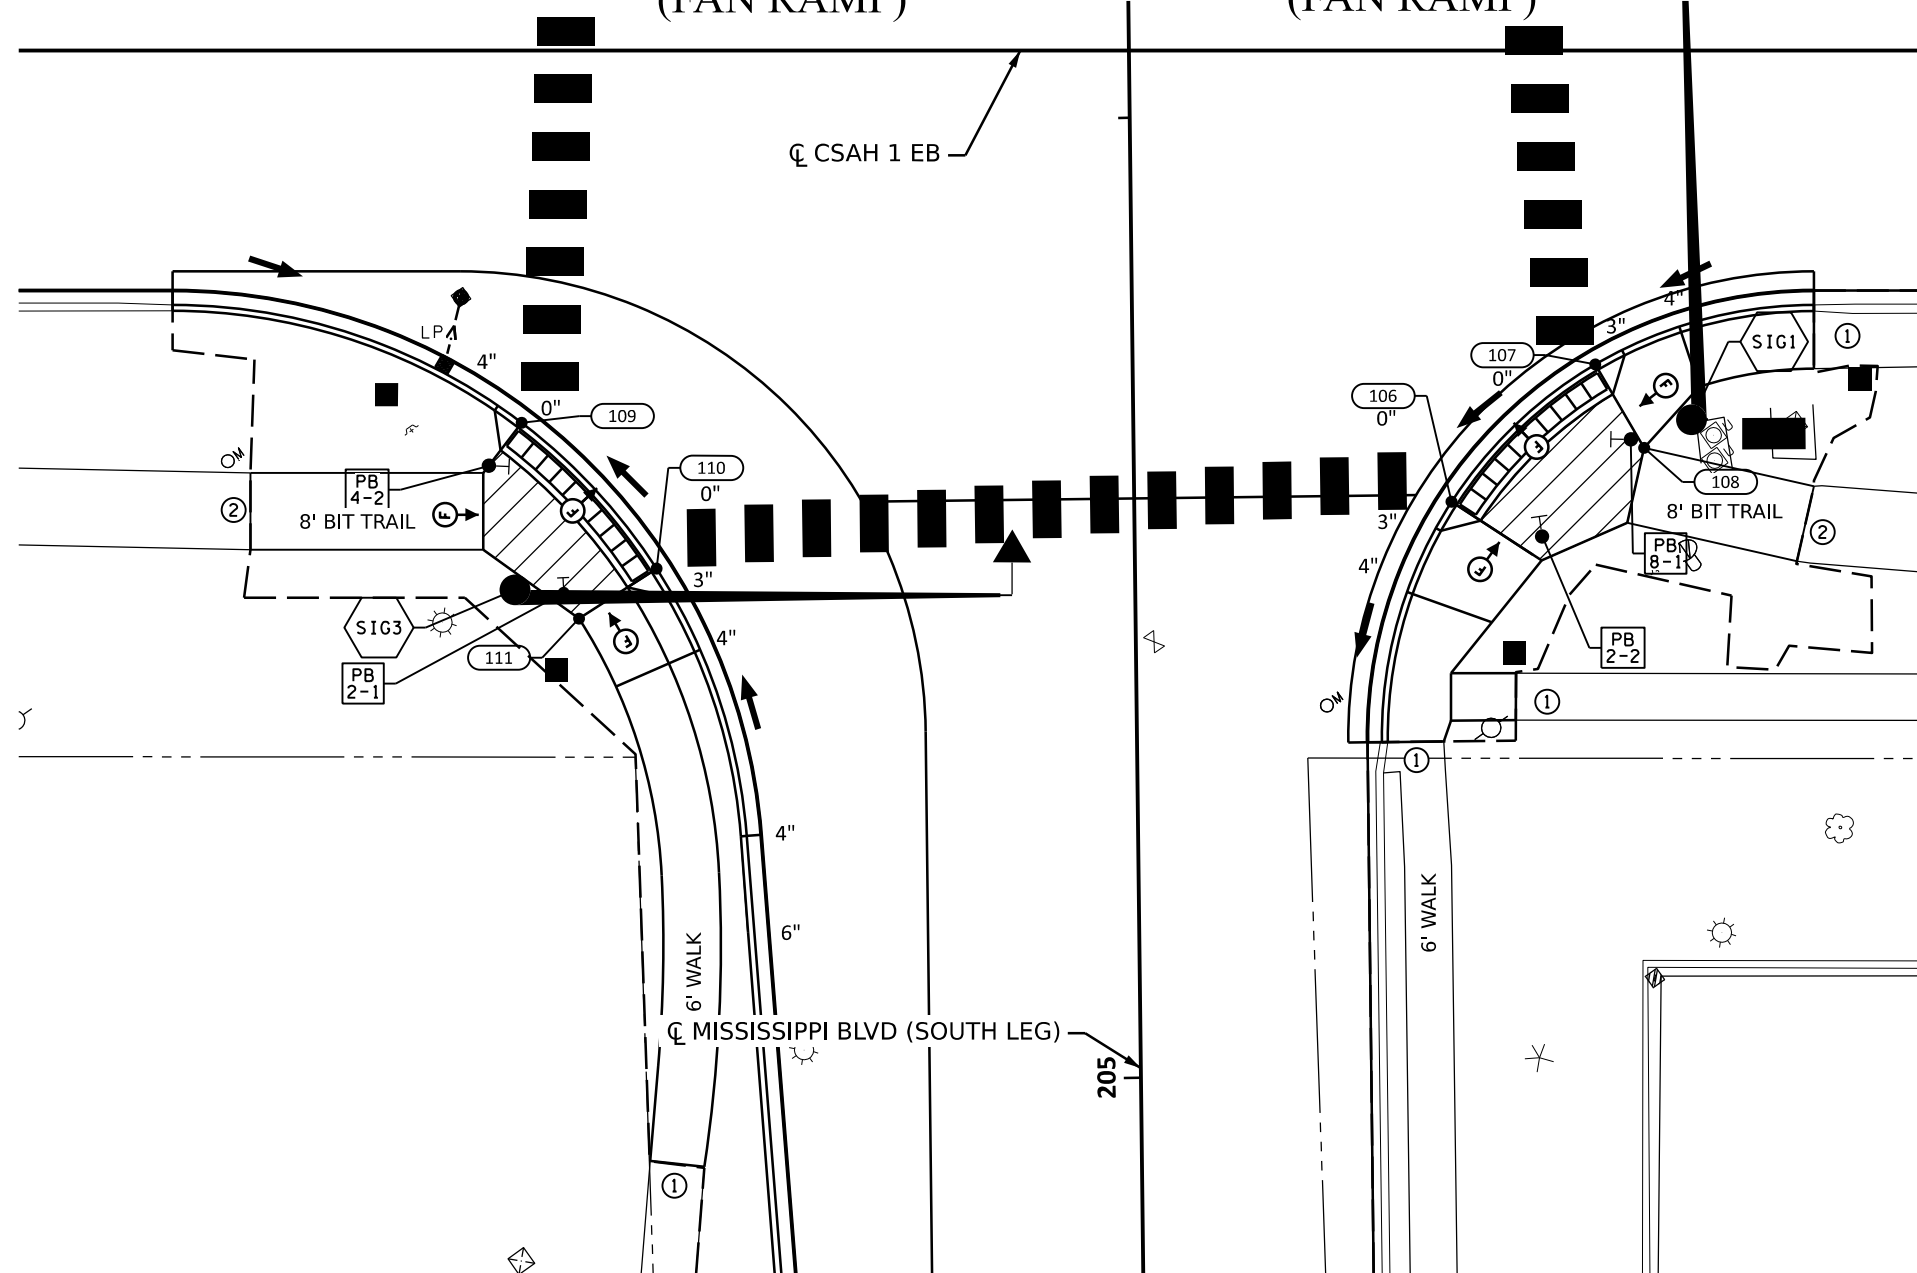 (FAN RAMP)
(FAN RAMP)
℄ CSAH 1 EB
4"
LP
3"
SIG1
1
107
4"
0"
F
106
0"
0"
109
F
110
0"
PB
4-2
2
8' BIT TRAIL
F
F
108
8' BIT TRAIL
3"
2
PB
8-1
4"
F
3"
SIG3
F
4"
111
PB
2-1
PB
2-2
1
1
4"
6' WALK
6"
6' WALK
℄ MISSISSIPPI BLVD (SOUTH LEG)
205
1